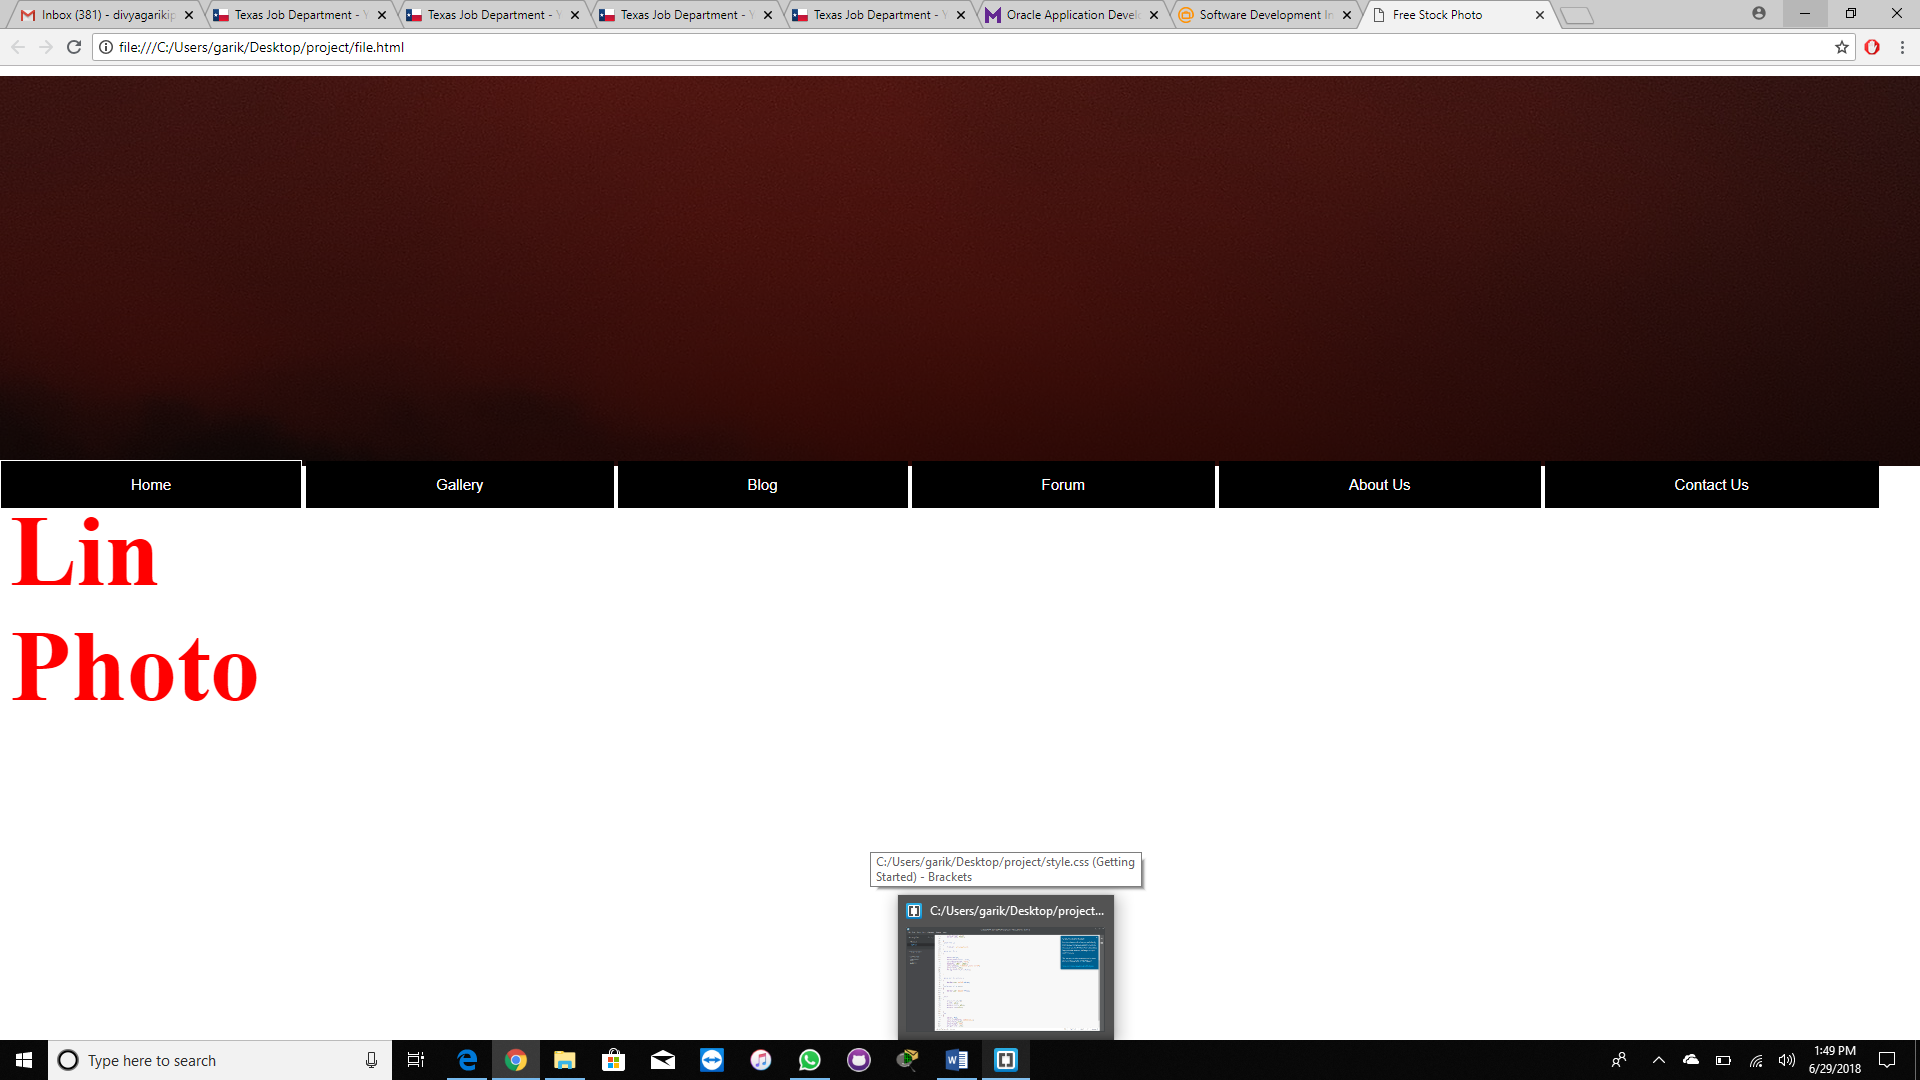 Inbox (381) - divyagarikip
Texas Job Department - Y
Texas Job Department - Y
Texas Job Department - Y
Texas Job Department - Y
Oracle Application Devel
Software Development In
Free Stock Photo
file:///C:/Users/garik/Desktop/project/file.html
Home Gallery Blog Forum About Us Contact Us
Lin
Photo
C:/Users/garik/Desktop/project/style.css (Getting
Started) - Brackets
C:/Users/garik/Desktop/project...
Type here to search
1:49 PM
6/29/2018